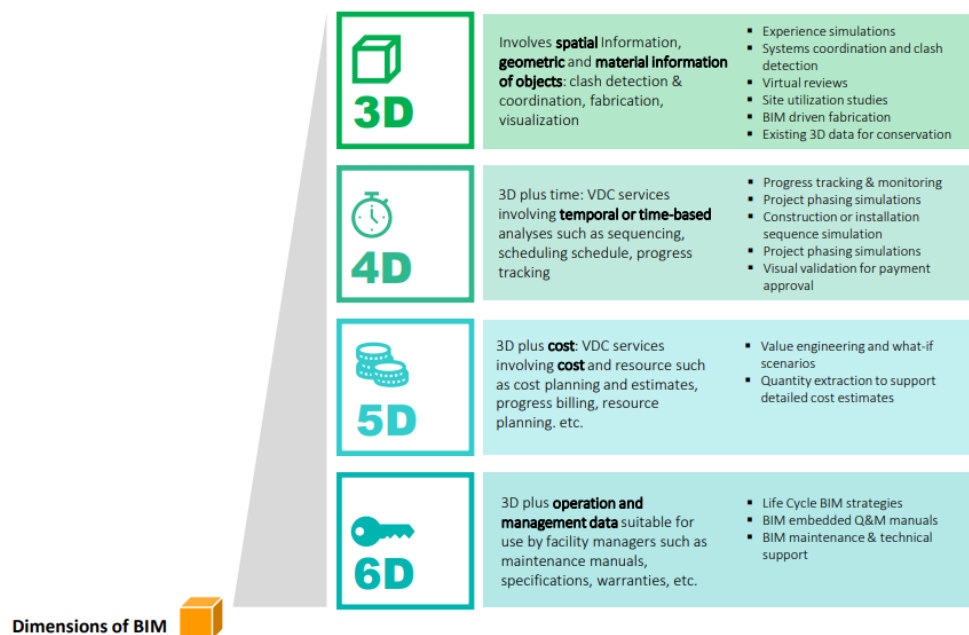 3D
Involves spatial Information,
geometric and material information
of objects: clash detection &
coordination, fabrication,
visualization
▪ Experience simulations
▪ Systems coordination and clash
detection
▪ Virtual reviews
▪ Site utilization studies
▪ BIM driven fabrication
▪ Existing 3D data for conservation
4D
3D plus time: VDC services
involving temporal or time-based
analyses such as sequencing,
scheduling schedule, progress
tracking
▪ Progress tracking & monitoring
▪ Project phasing simulations
▪ Construction or installation
sequence simulation
▪ Project phasing simulations
▪ Visual validation for payment
approval
5D
3D plus cost: VDC services
involving cost and resource such
as cost planning and estimates,
progress billing, resource
planning. etc.
▪ Value engineering and what-if
scenarios
▪ Quantity extraction to support
detailed cost estimates
6D
3D plus operation and
management data suitable for
use by facility managers such as
maintenance manuals,
specifications, warranties, etc.
▪ Life Cycle BIM strategies
▪ BIM embedded Q&M manuals
▪ BIM maintenance & technical
support
Dimensions of BIM